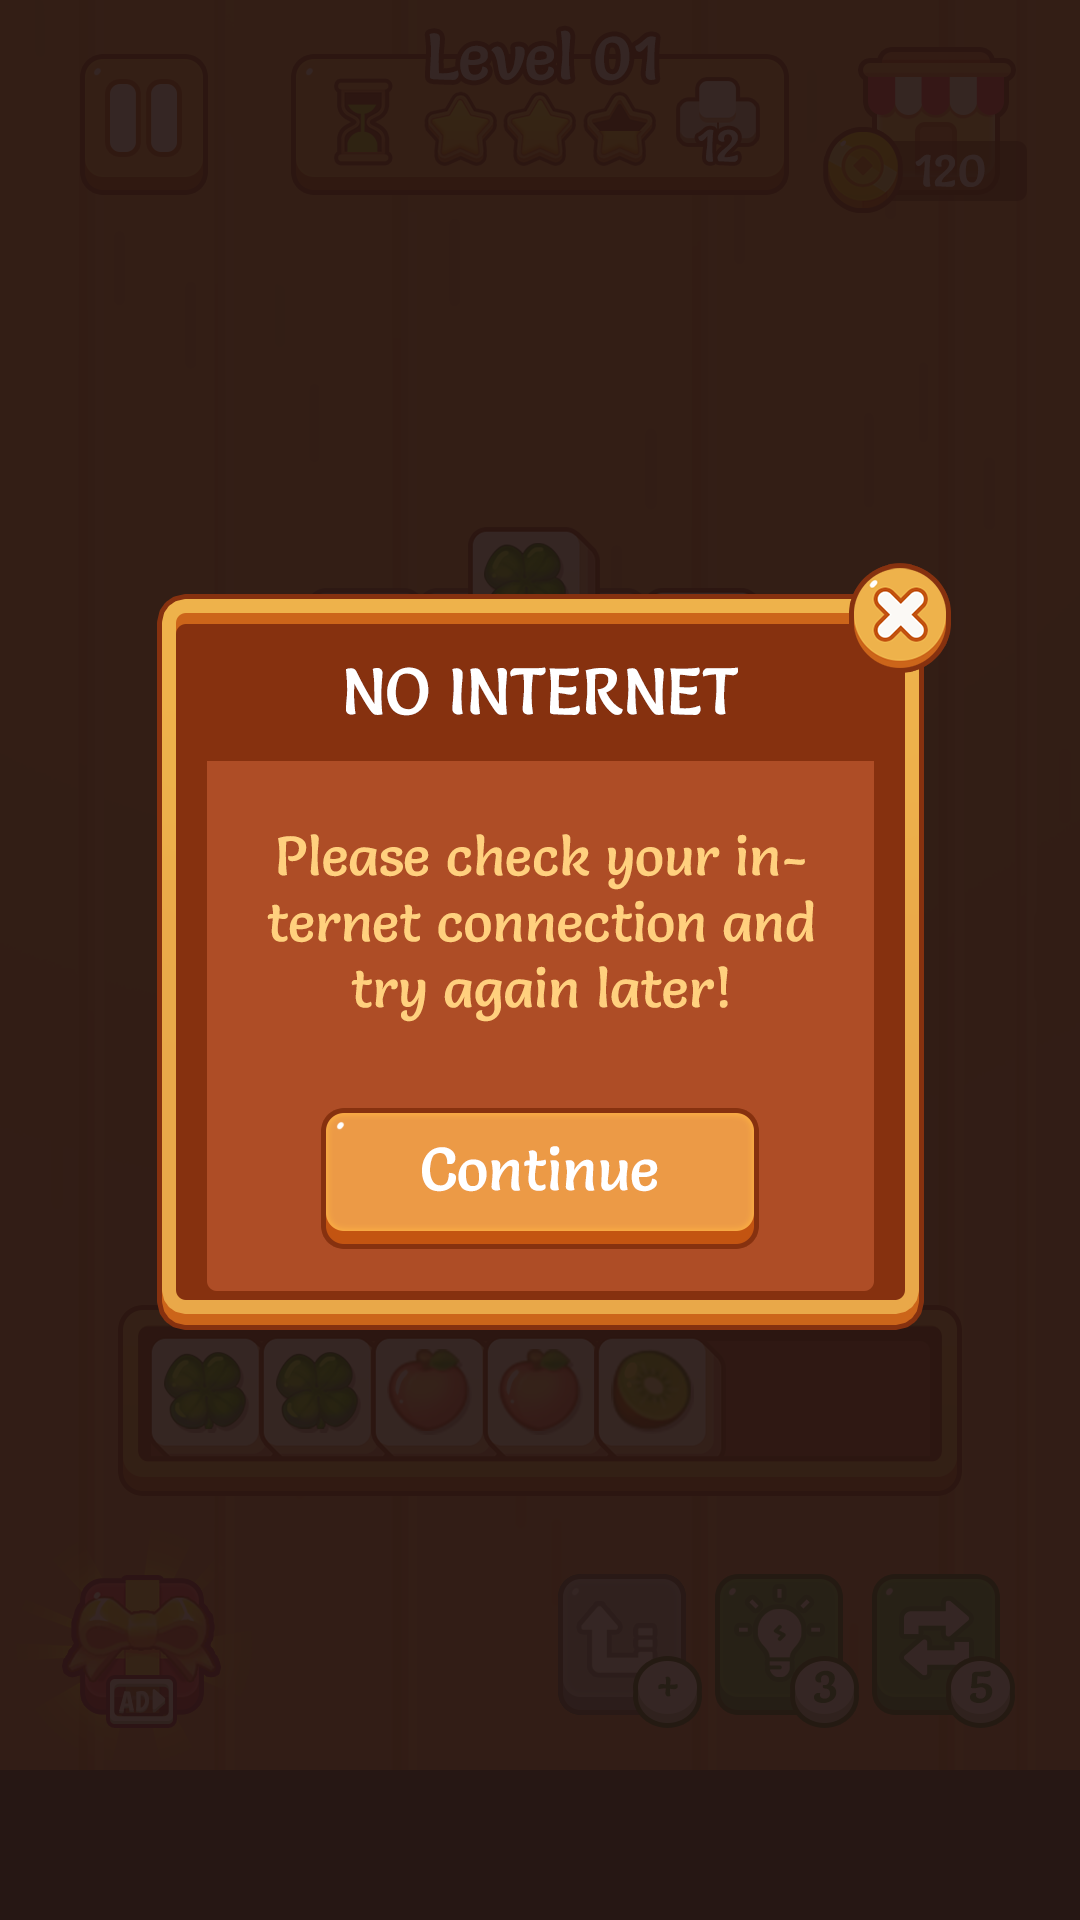 Level 01
12
120
NO INTERNET
Please check your in-
ternet connection and
try again later!
Continue
AD
+
3
5